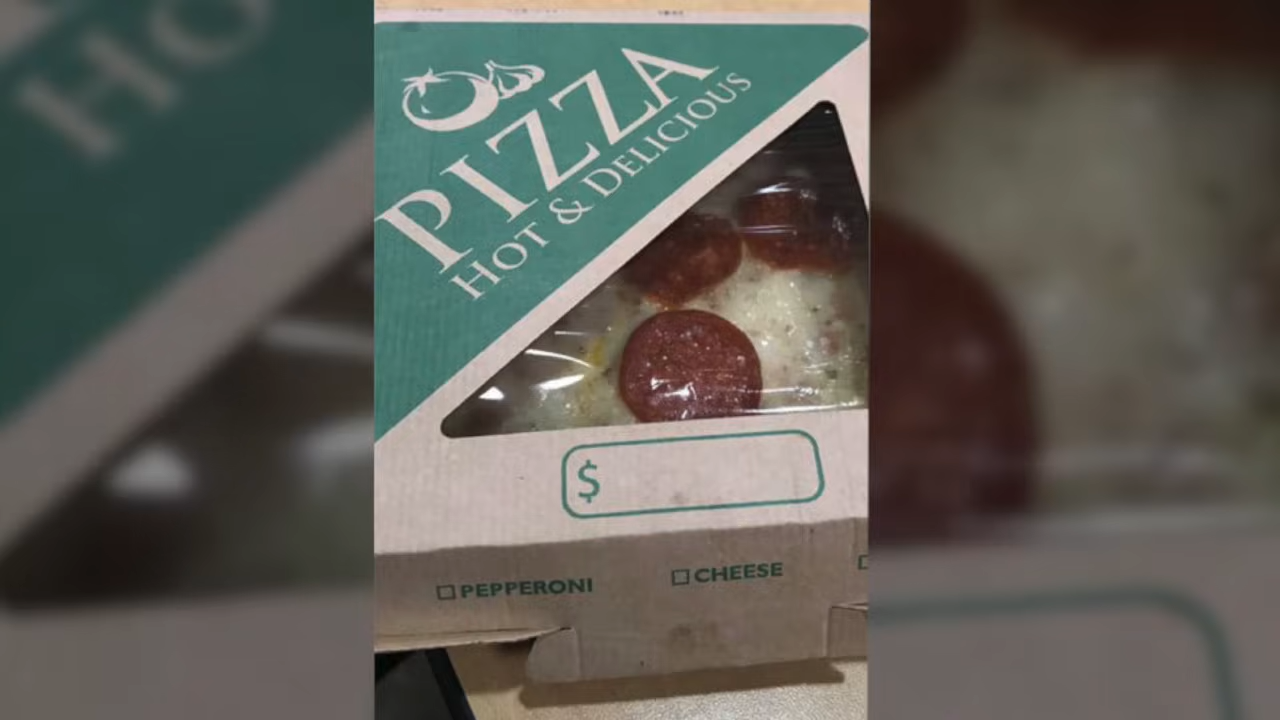 PIZZA
HOT & DELICIOUS
$
☐ PEPPERONI ☐ CHEESE